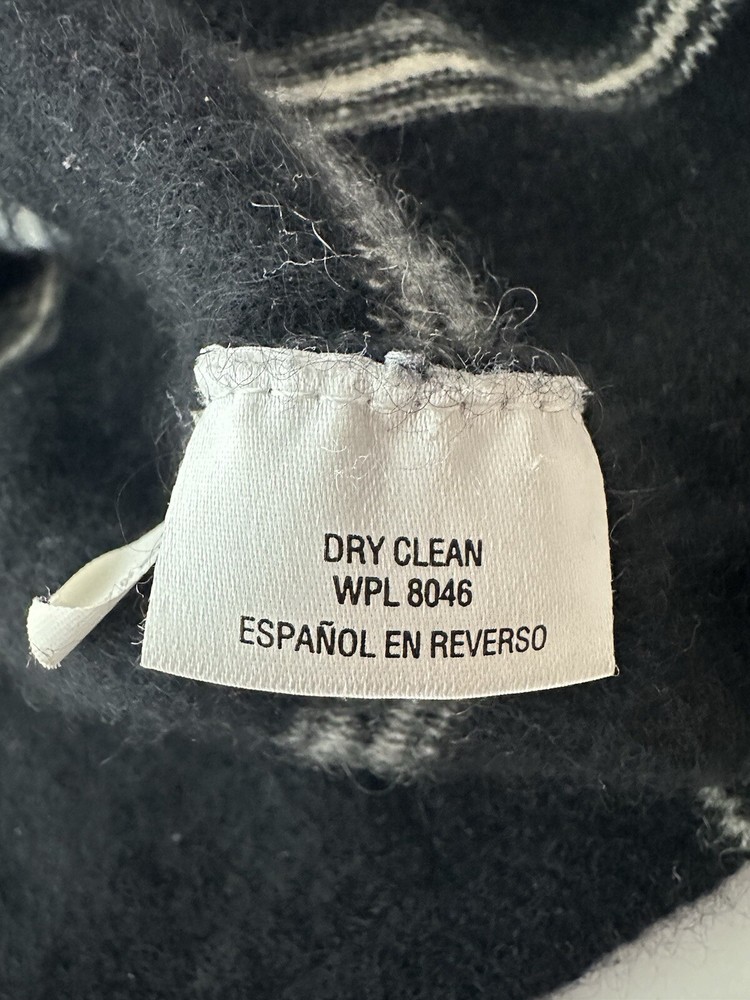 DRY CLEAN
WPL 8046
ESPAÑOL EN REVERSO